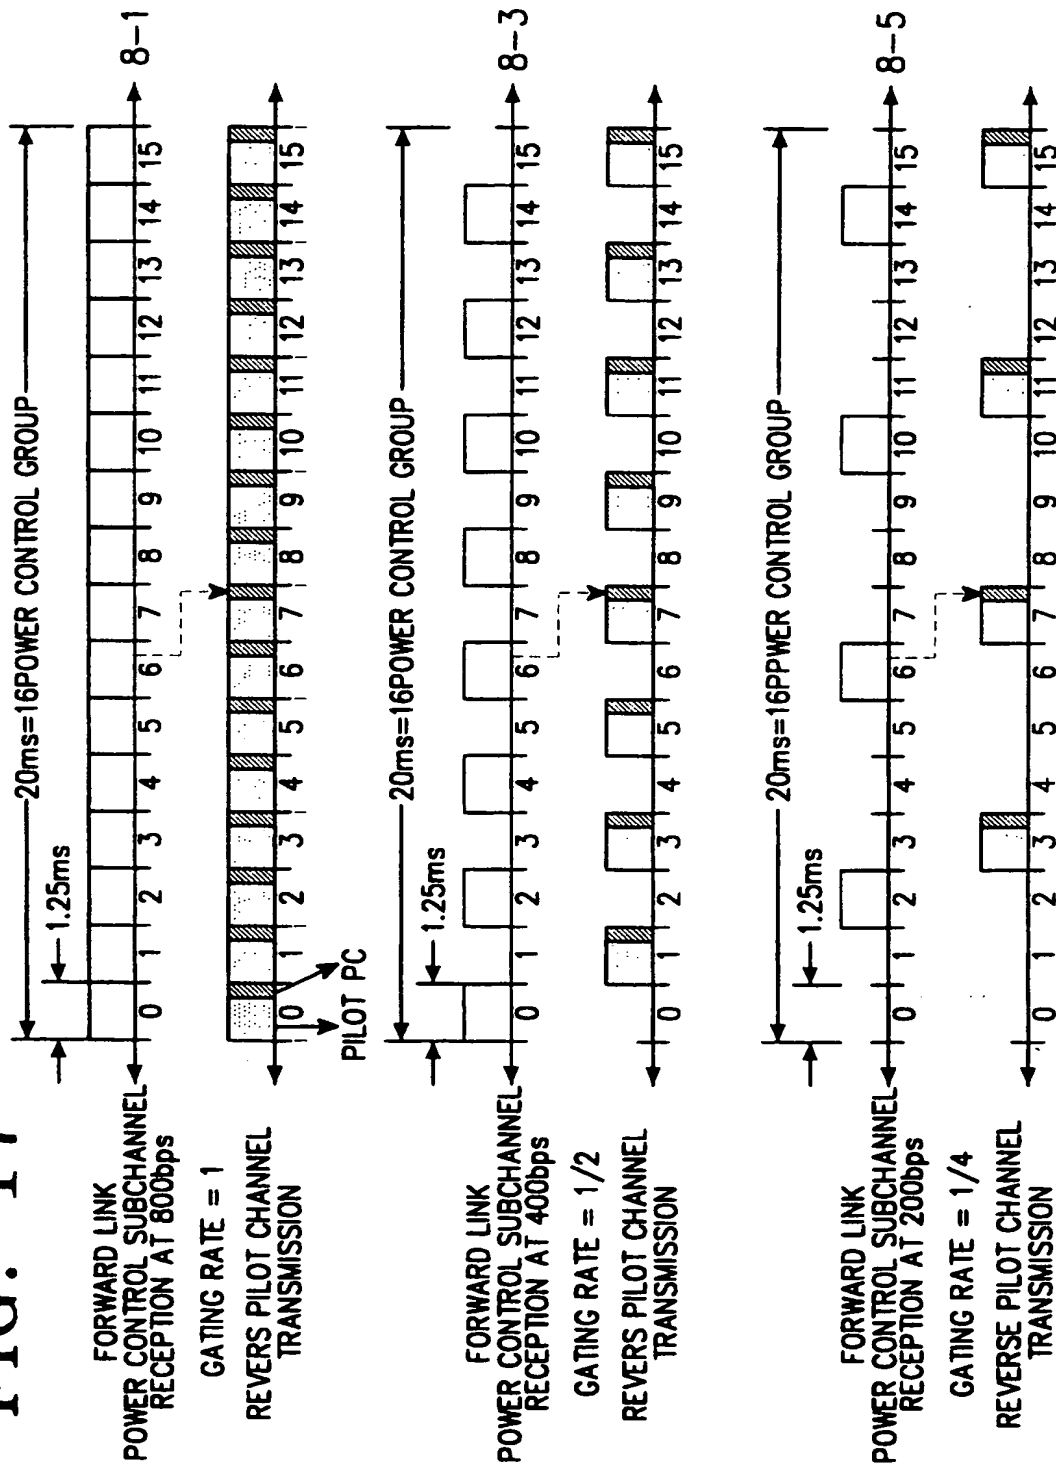 FIG. 17
20ms=16POWER CONTROL GROUP
1.25ms
FORWARD LINK
POWER CONTROL SUBCHANNEL
RECEPTION AT 800bps
0 1 2 3 4 5 6 7 8 9 10 11 12 13 14 15
8-1
GATING RATE = 1
REVERS PILOT CHANNEL
TRANSMISSION
0 1 2 3 4 5 6 7 8 9 10 11 12 13 14 15
PILOT PC
20ms=16POWER CONTROL GROUP
1.25ms
FORWARD LINK
POWER CONTROL SUBCHANNEL
RECEPTION AT 400bps
0 1 2 3 4 5 6 7 8 9 10 11 12 13 14 15
8-3
GATING RATE = 1/2
REVERS PILOT CHANNEL
TRANSMISSION
0 1 2 3 4 5 6 7 8 9 10 11 12 13 14 15
20ms=16PPWER CONTROL GROUP
1.25ms
FORWARD LINK
POWER CONTROL SUBCHANNEL
RECEPTION AT 200bps
0 1 2 3 4 5 6 7 8 9 10 11 12 13 14 15
8-5
GATING RATE = 1/4
REVERSE PILOT CHANNEL
TRANSMISSION
0 1 2 3 4 5 6 7 8 9 10 11 12 13 14 15